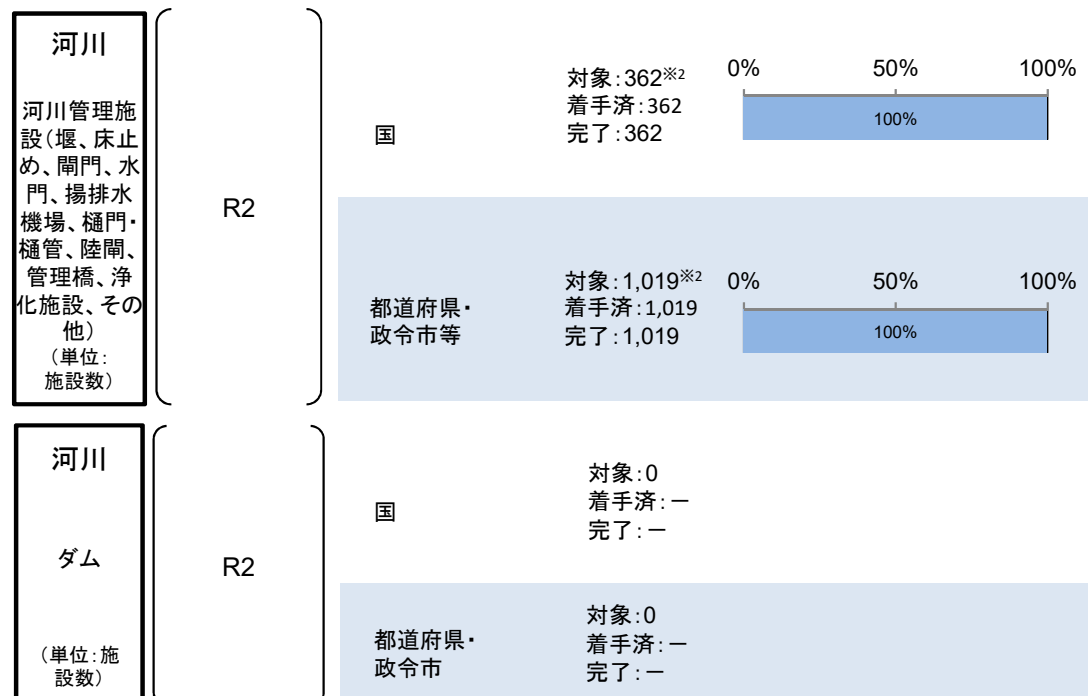 河川
河川管理施
設（堰、床止
め、閘門、水
門、揚排水
機場、樋門・
樋管、陸閘、
管理橋、浄
化施設、その
他）
（単位：
施設数）
R2
国
対象：362※2
着手済：362
完了：362
0% 50% 100%
100%
都道府県・
政令市等
対象：1,019※2
着手済：1,019
完了：1,019
0% 50% 100%
100%
河川
ダム
（単位：施
設数）
R2
国
対象：0
着手済：－
完了：－
都道府県・
政令市
対象：0
着手済：－
完了：－